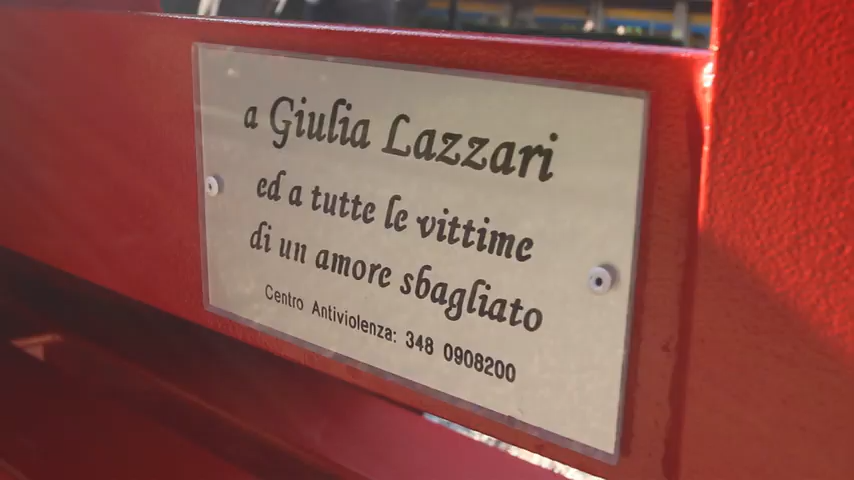 a Giulia Lazzari
ed a tutte le vittime
di un amore sbagliato
Centro Antiviolenza: 348 0908200